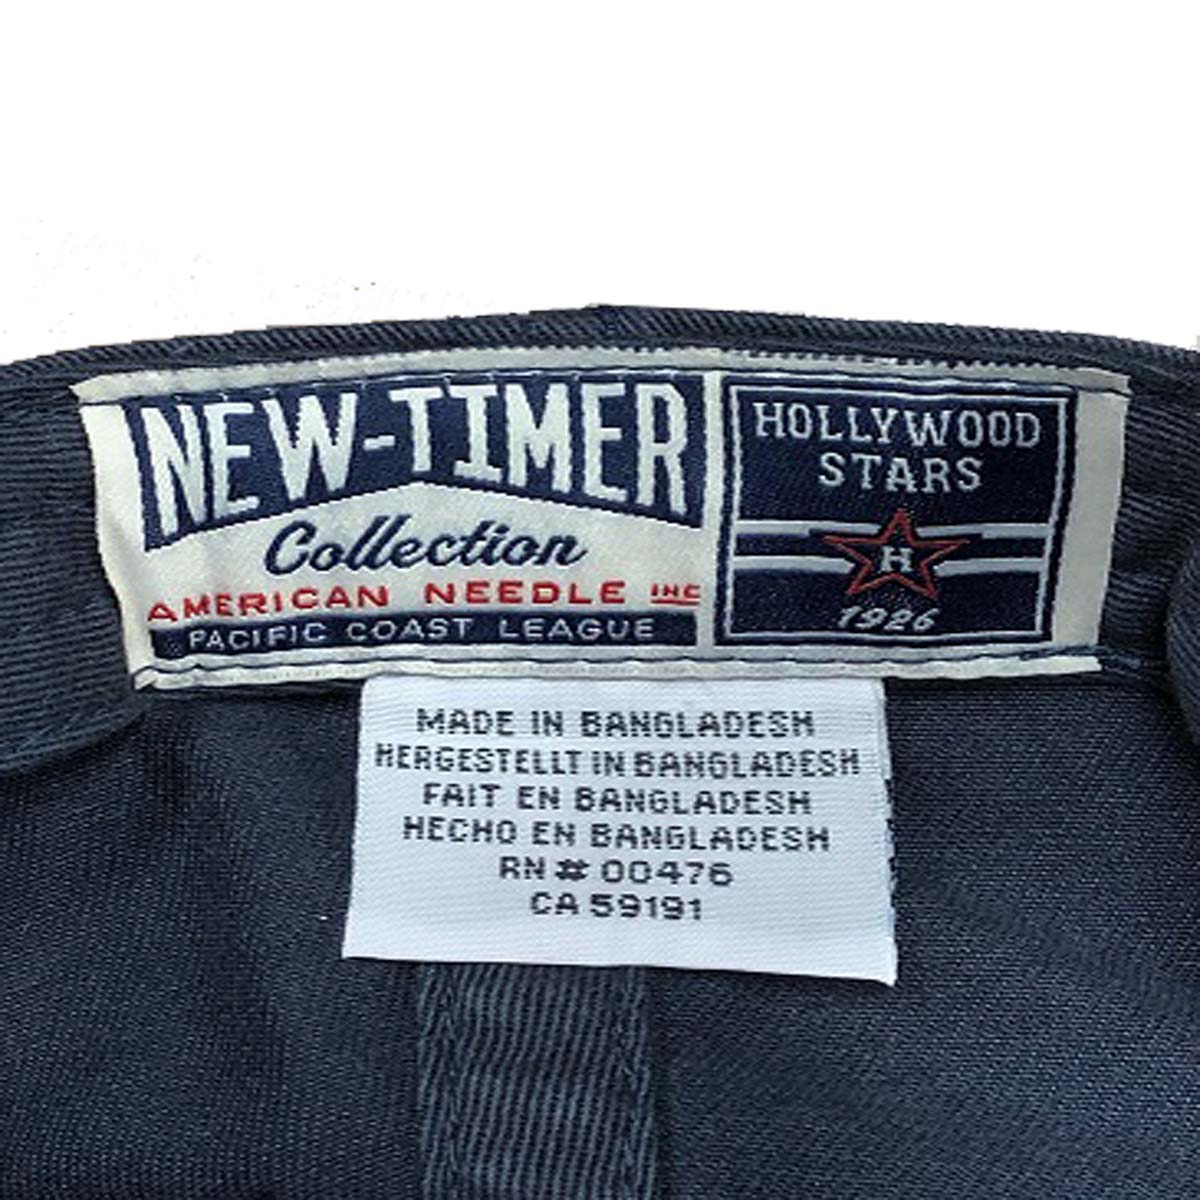 NEW-TIMER
Collection
AMERICAN NEEDLE INC
PACIFIC COAST LEAGUE
HOLLYWOOD
STARS
H
1926
MADE IN BANGLADESH
HERGESTELLT IN BANGLADESH
FAIT EN BANGLADESH
HECHO EN BANGLADESH
RN # 00476
CA 59191